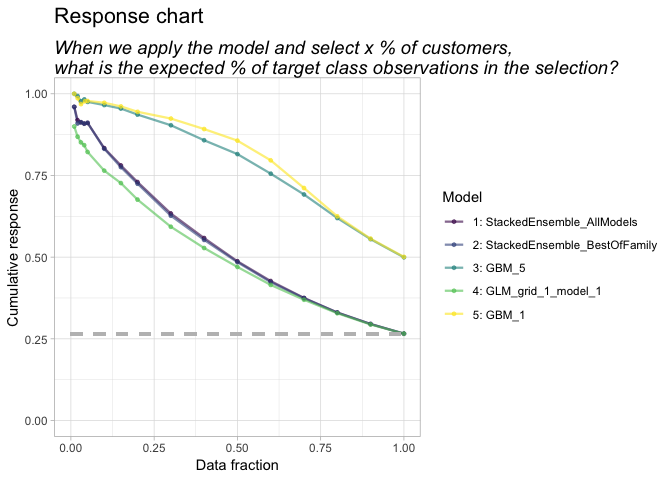 Response chart
When we apply the model and select x % of customers,
what is the expected % of target class observations in the selection?
1.00
0.75
0.50
0.25
0.00
Cumulative response
0.00
0.25
0.50
0.75
1.00
Data fraction
Model
1: StackedEnsemble_AllModels
2: StackedEnsemble_BestOfFamily
3: GBM_5
4: GLM_grid_1_model_1
5: GBM_1